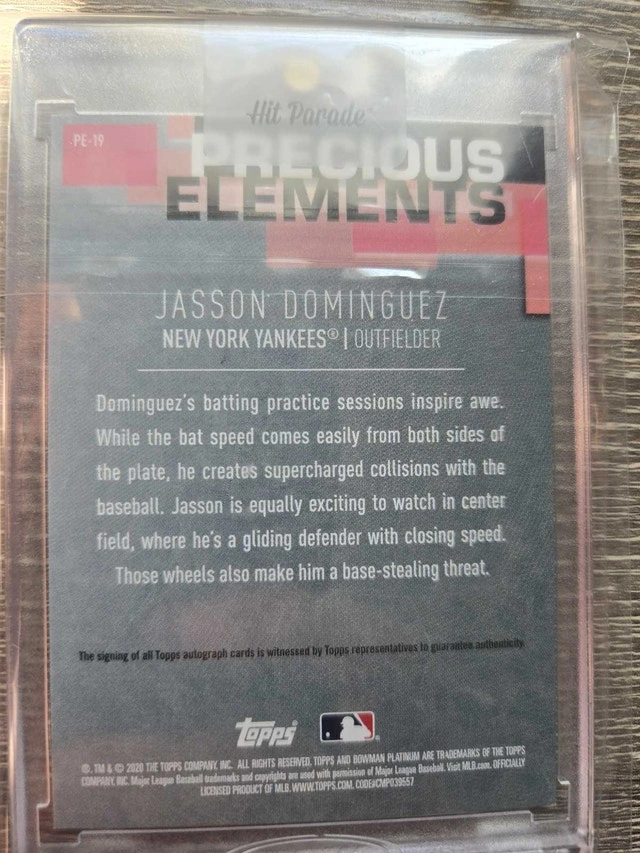 Hit Parade™
PE-19
PRECIOUS
ELEMENTS
JASSON DOMINGUEZ
NEW YORK YANKEES® | OUTFIELDER
Dominguez's batting practice sessions inspire awe.
While the bat speed comes easily from both sides of
the plate, he creates supercharged collisions with the
baseball. Jasson is equally exciting to watch in center
field, where he's a gliding defender with closing speed.
Those wheels also make him a base-stealing threat.
The signing of all Topps autograph cards is witnessed by Topps representatives to guarantee authenticity.
Topps
®, TM & © 2020 THE TOPPS COMPANY, INC. ALL RIGHTS RESERVED. TOPPS AND BOWMAN PLATINUM ARE TRADEMARKS OF THE TOPPS
COMPANY, INC. Major League Baseball trademarks and copyrights are used with permission of Major League Baseball. Visit MLB.com. OFFICIALLY
LICENSED PRODUCT OF MLB. WWW.TOPPS.COM. CODE#CMP039557